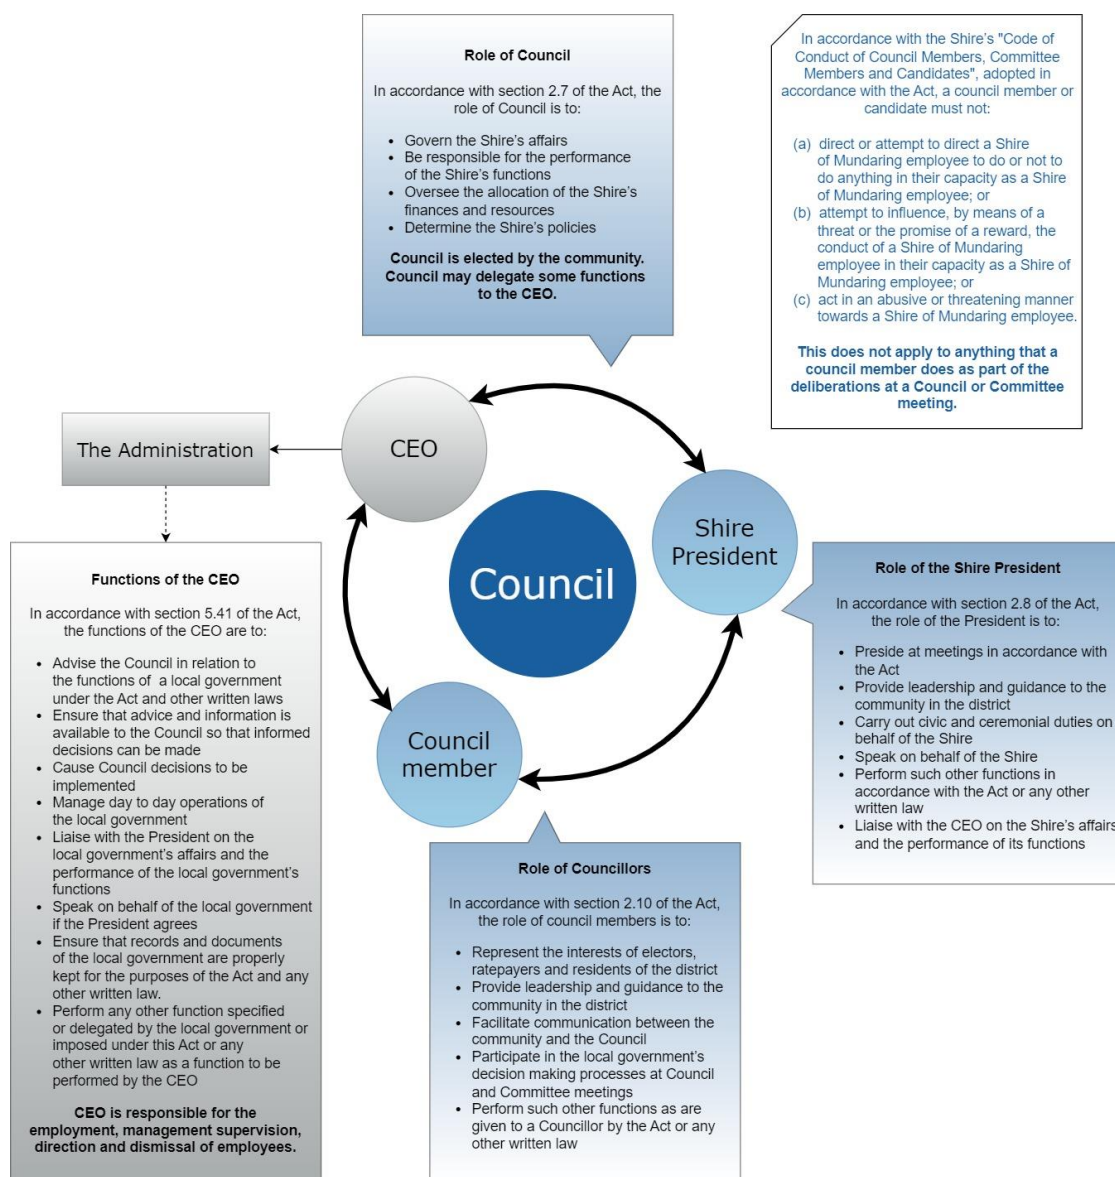 Role of Council
In accordance with section 2.7 of the Act, the
role of Council is to:
• Govern the Shire's affairs
• Be responsible for the performance
of the Shire's functions
• Oversee the allocation of the Shire's
finances and resources
• Determine the Shire's policies
Council is elected by the community.
Council may delegate some functions
to the CEO.
In accordance with the Shire's "Code of
Conduct of Council Members, Committee
Members and Candidates", adopted in
accordance with the Act, a council member or
candidate must not:
(a) direct or attempt to direct a Shire
of Mundaring employee to do or not to
do anything in their capacity as a Shire
of Mundaring employee; or
(b) attempt to influence, by means of a
threat or the promise of a reward, the
conduct of a Shire of Mundaring
employee in their capacity as a Shire of
Mundaring employee; or
(c) act in an abusive or threatening manner
towards a Shire of Mundaring employee.
This does not apply to anything that a
council member does as part of the
deliberations at a Council or Committee
meeting.
The Administration
CEO
Shire
President
Council
Council
member
Functions of the CEO
In accordance with section 5.41 of the Act,
the functions of the CEO are to:
• Advise the Council in relation to
the functions of a local government
under the Act and other written laws
• Ensure that advice and information is
available to the Council so that informed
decisions can be made
• Cause Council decisions to be
implemented
• Manage day to day operations of
the local government
• Liaise with the President on the
local government's affairs and the
performance of the local government's
functions
• Speak on behalf of the local government
if the President agrees
• Ensure that records and documents
of the local government are properly
kept for the purposes of the Act and any
other written law.
• Perform any other function specified
or delegated by the local government or
imposed under this Act or any
other written law as a function to be
performed by the CEO
CEO is responsible for the
employment, management supervision,
direction and dismissal of employees.
Role of the Shire President
In accordance with section 2.8 of the Act,
the role of the President is to:
• Preside at meetings in accordance with
the Act
• Provide leadership and guidance to the
community in the district
• Carry out civic and ceremonial duties on
behalf of the Shire
• Speak on behalf of the Shire
• Perform such other functions in
accordance with the Act or any other
written law
• Liaise with the CEO on the Shire's affairs
and the performance of its functions
Role of Councillors
In accordance with section 2.10 of the Act,
the role of council members is to:
• Represent the interests of electors,
ratepayers and residents of the district
• Provide leadership and guidance to the
community in the district
• Facilitate communication between the
community and the Council
• Participate in the local government's
decision making processes at Council
and Committee meetings
• Perform such other functions as are
given to a Councillor by the Act or any
other written law